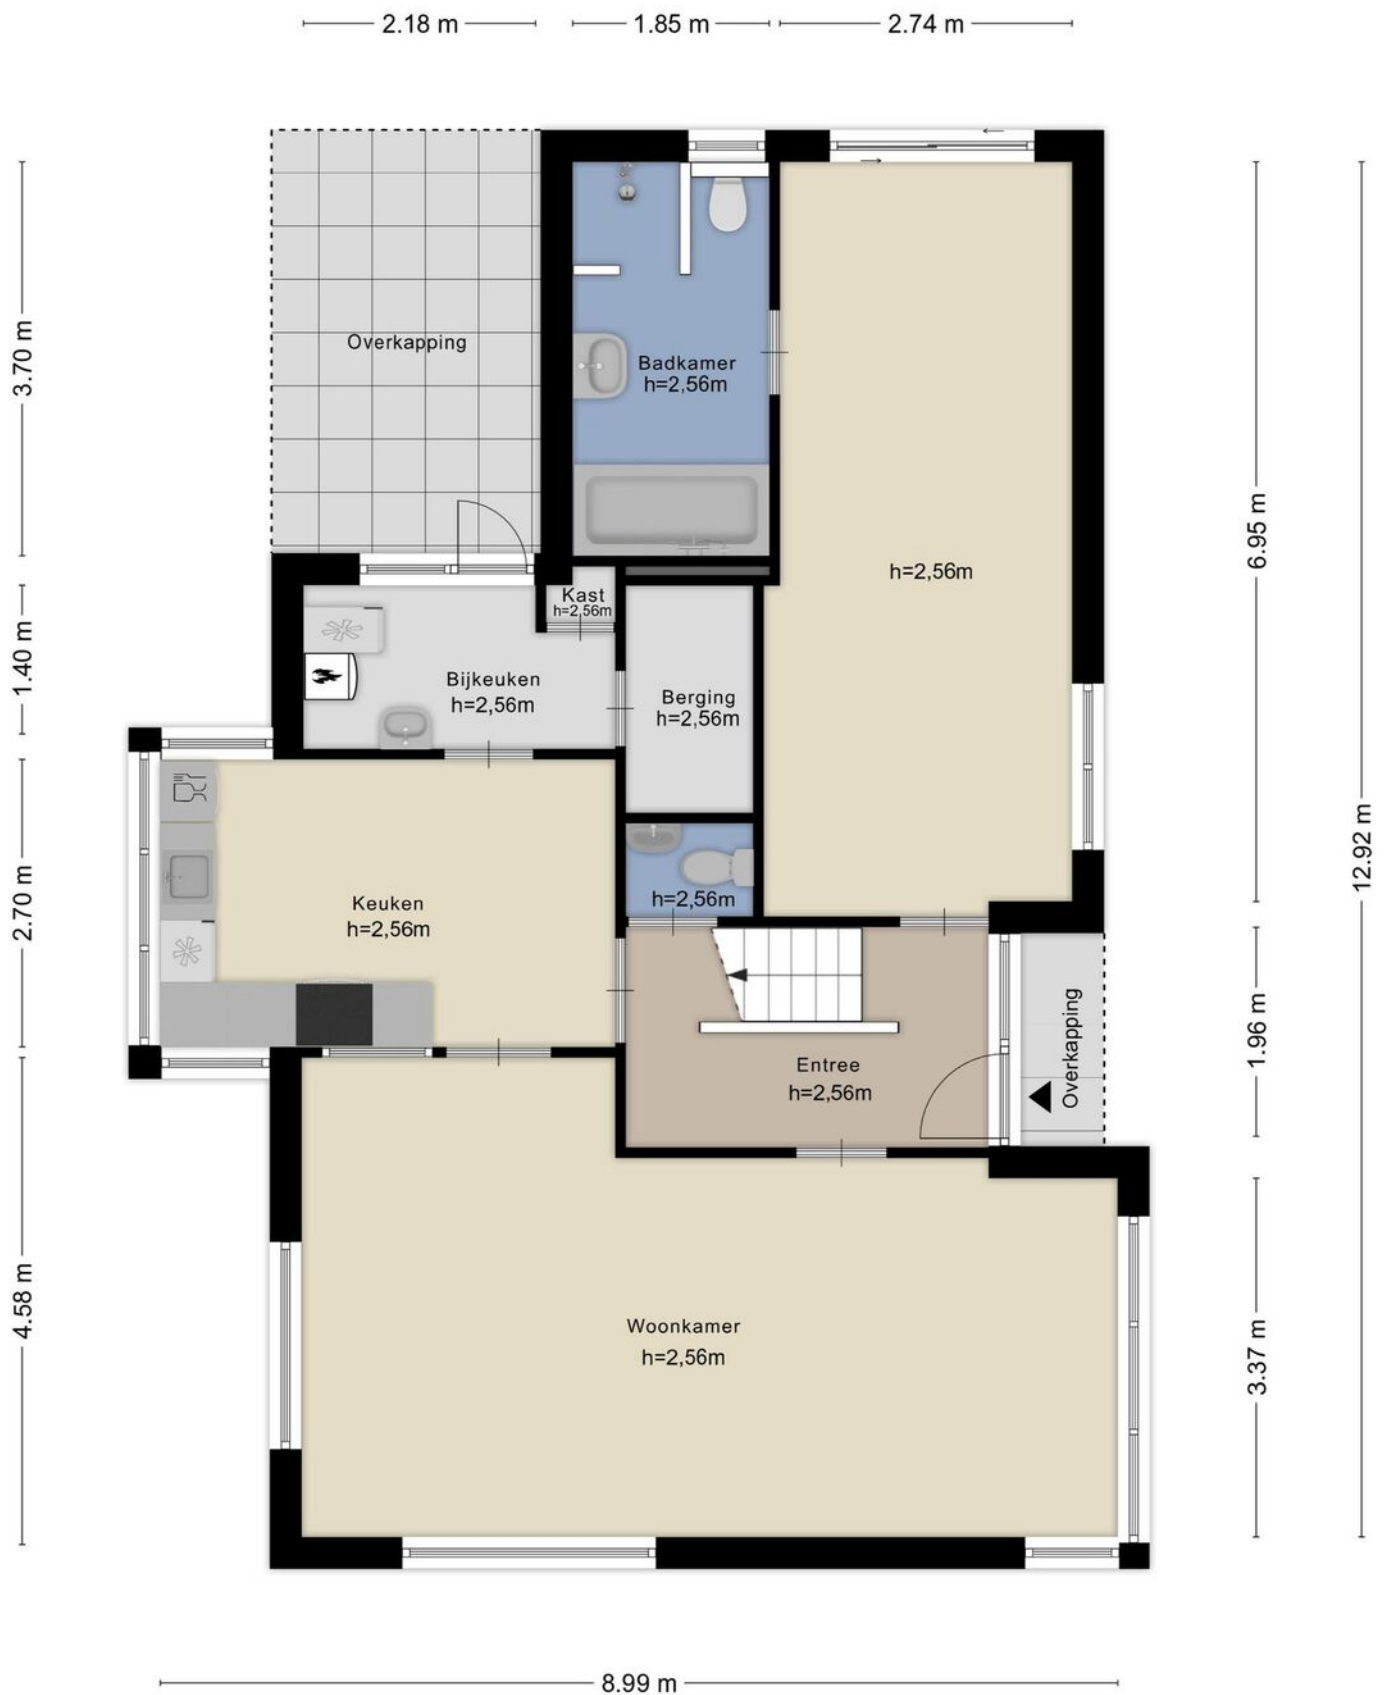 2.18 m
1.85 m
2.74 m
Overkapping
3.70 m
Badkamer
h=2,56m
6.95 m
h=2,56m
Kast
h=2,56m
1.40 m
Bijkeuken
h=2,56m
Berging
h=2,56m
12.92 m
2.70 m
Keuken
h=2,56m
h=2,56m
1.96 m
Overkapping
Entree
h=2,56m
4.58 m
Woonkamer
h=2,56m
3.37 m
8.99 m